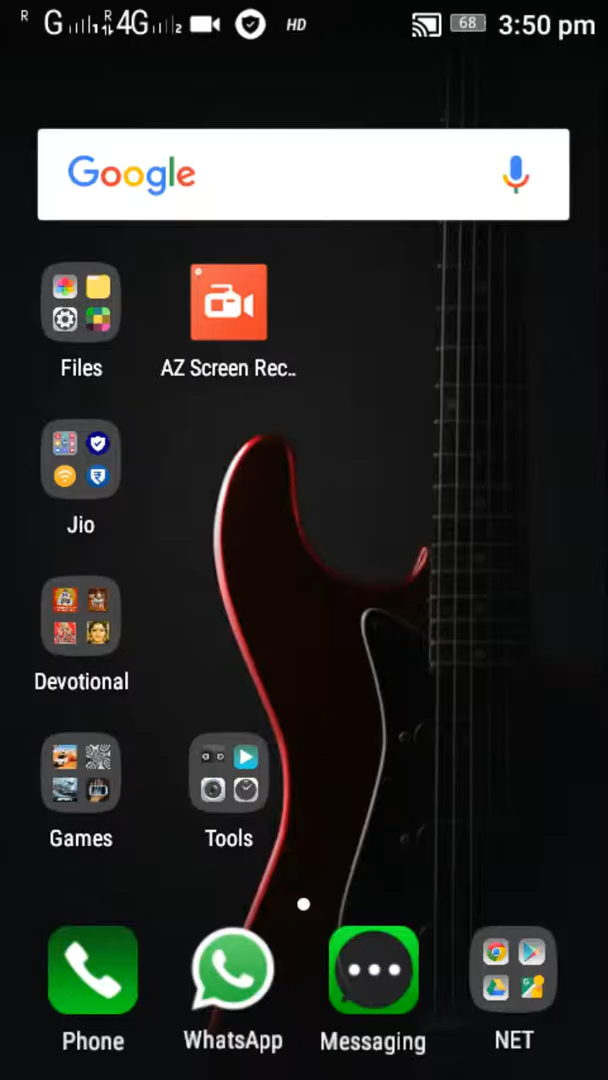 R G R 4G HD 68 3:50 pm
Google
Files AZ Screen Rec..
Jio
Devotional
Games Tools
Phone WhatsApp Messaging NET